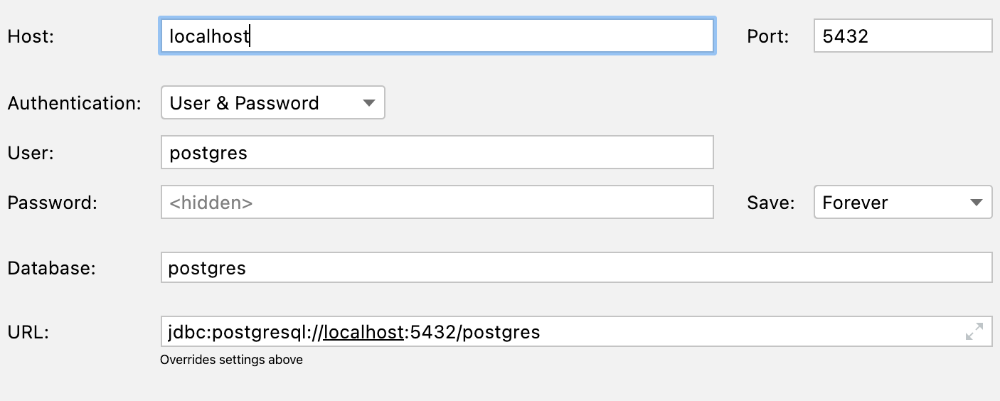 Host: localhost Port: 5432
Authentication: User & Password
User: postgres
Password: <hidden> Save: Forever
Database: postgres
URL: jdbc:postgresql://localhost:5432/postgres
Overrides settings above